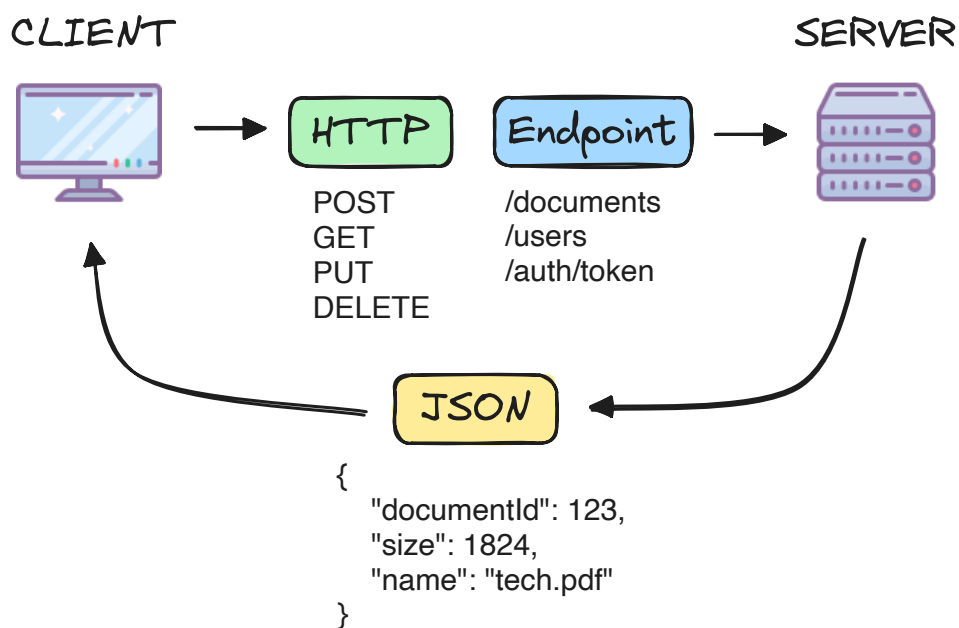 CLIENT
SERVER
HTTP
Endpoint
POST
GET
PUT
DELETE
/documents
/users
/auth/token
JSON
{
"documentId": 123,
"size": 1824,
"name": "tech.pdf"
}